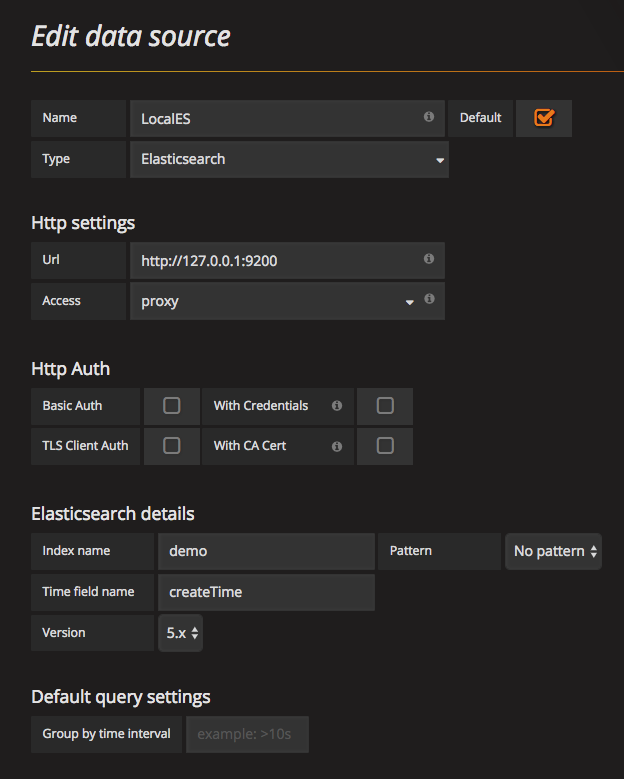 Edit data source
Name LocalES Default
Type Elasticsearch
Http settings
Url http://127.0.0.1:9200
Access proxy
Http Auth
Basic Auth With Credentials
TLS Client Auth With CA Cert
Elasticsearch details
Index name demo Pattern No pattern
Time field name createTime
Version 5.x
Default query settings
Group by time interval example: >10s